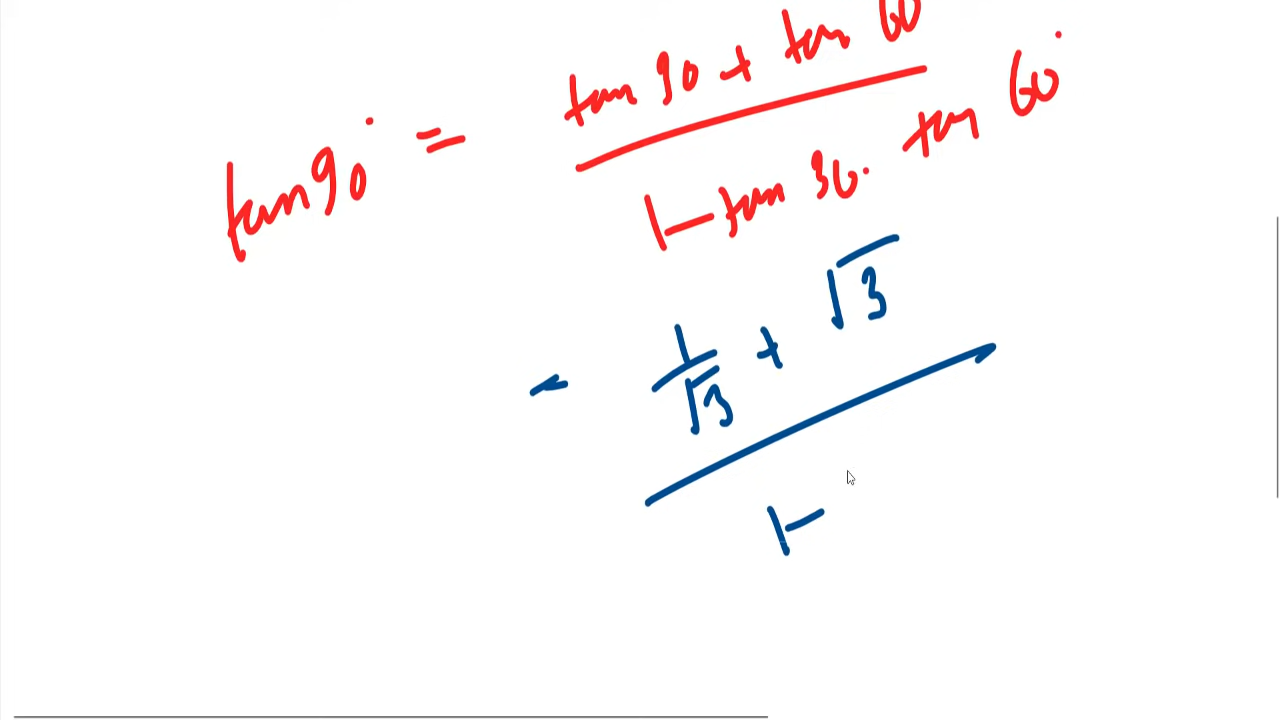 tan 90 + tan 60
tan 90° =
1 - tan 30. tan 60°
1/√3 + √3
=
1 -